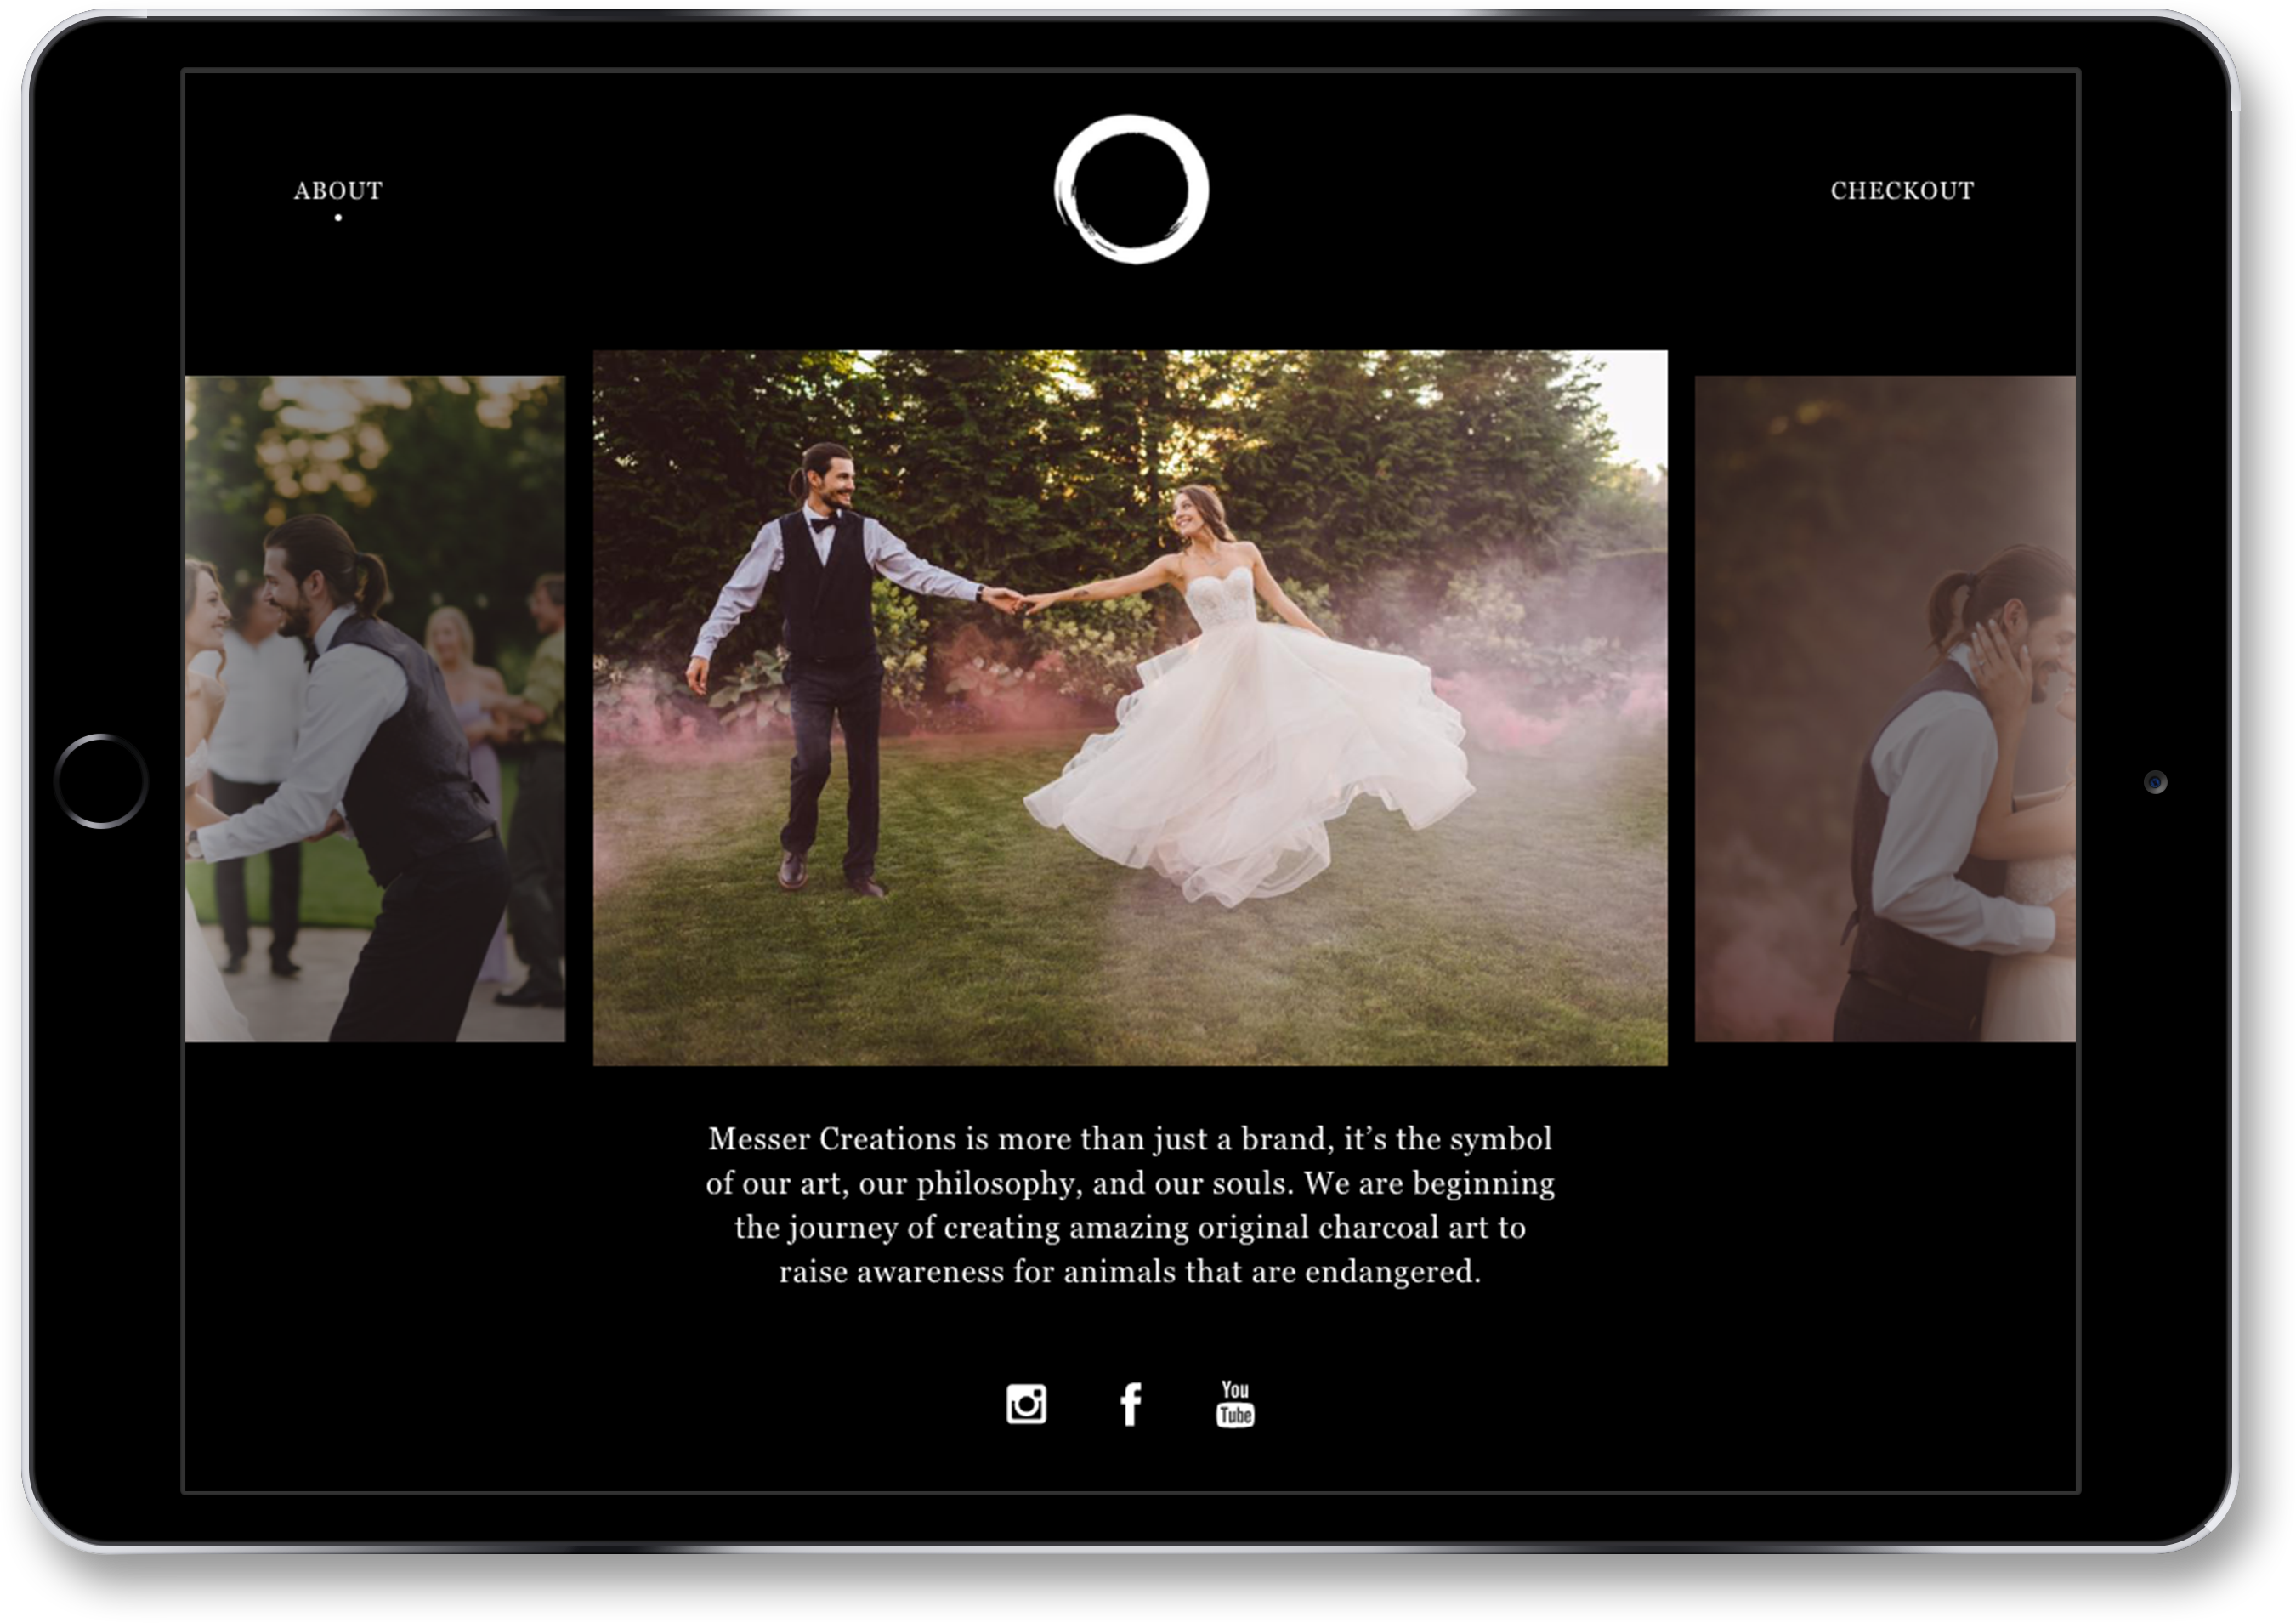 ABOUT
CHECKOUT
Messer Creations is more than just a brand, it’s the symbol
of our art, our philosophy, and our souls. We are beginning
the journey of creating amazing original charcoal art to
raise awareness for animals that are endangered.
You
Tube